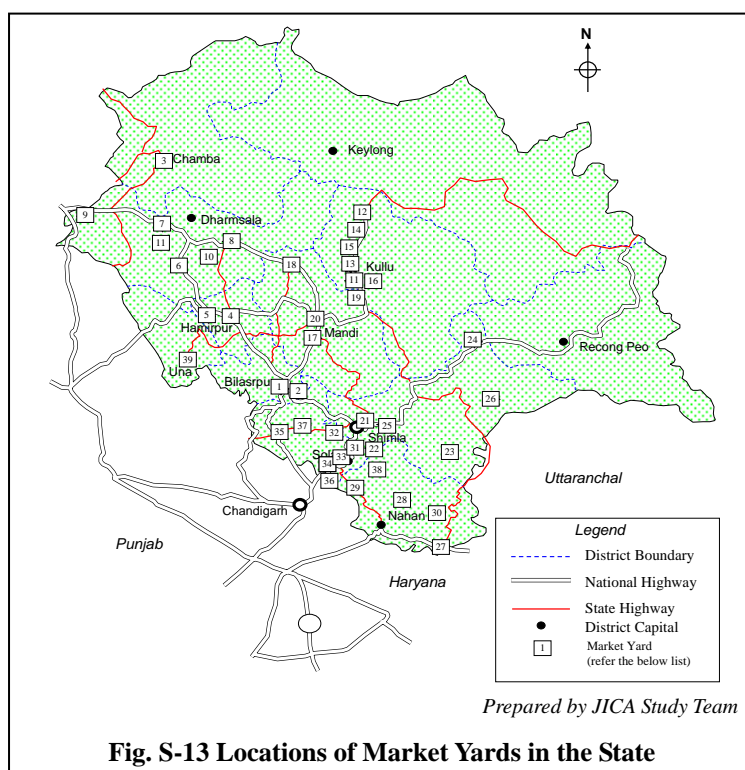 N
Keylong
3
Chamba
9
7
Dharmsala
12
14
8
11
10
15
6
18
13
Kullu
11
16
19
5
4
20
Hamirpur
Mandi
17
24
Recong Peo
39
Una
Bilasrpu
1
2
26
21
25
35
37
32
Shimla
31
22
23
Sol
33
34
38
36
29
Uttaranchal
28
Chandigarh
30
Nahan
27
Punjab
Haryana
Legend
District Boundary
National Highway
State Highway
District Capital
1
Market Yard
(refer the below list)
Prepared by JICA Study Team
Fig. S-13 Locations of Market Yards in the State